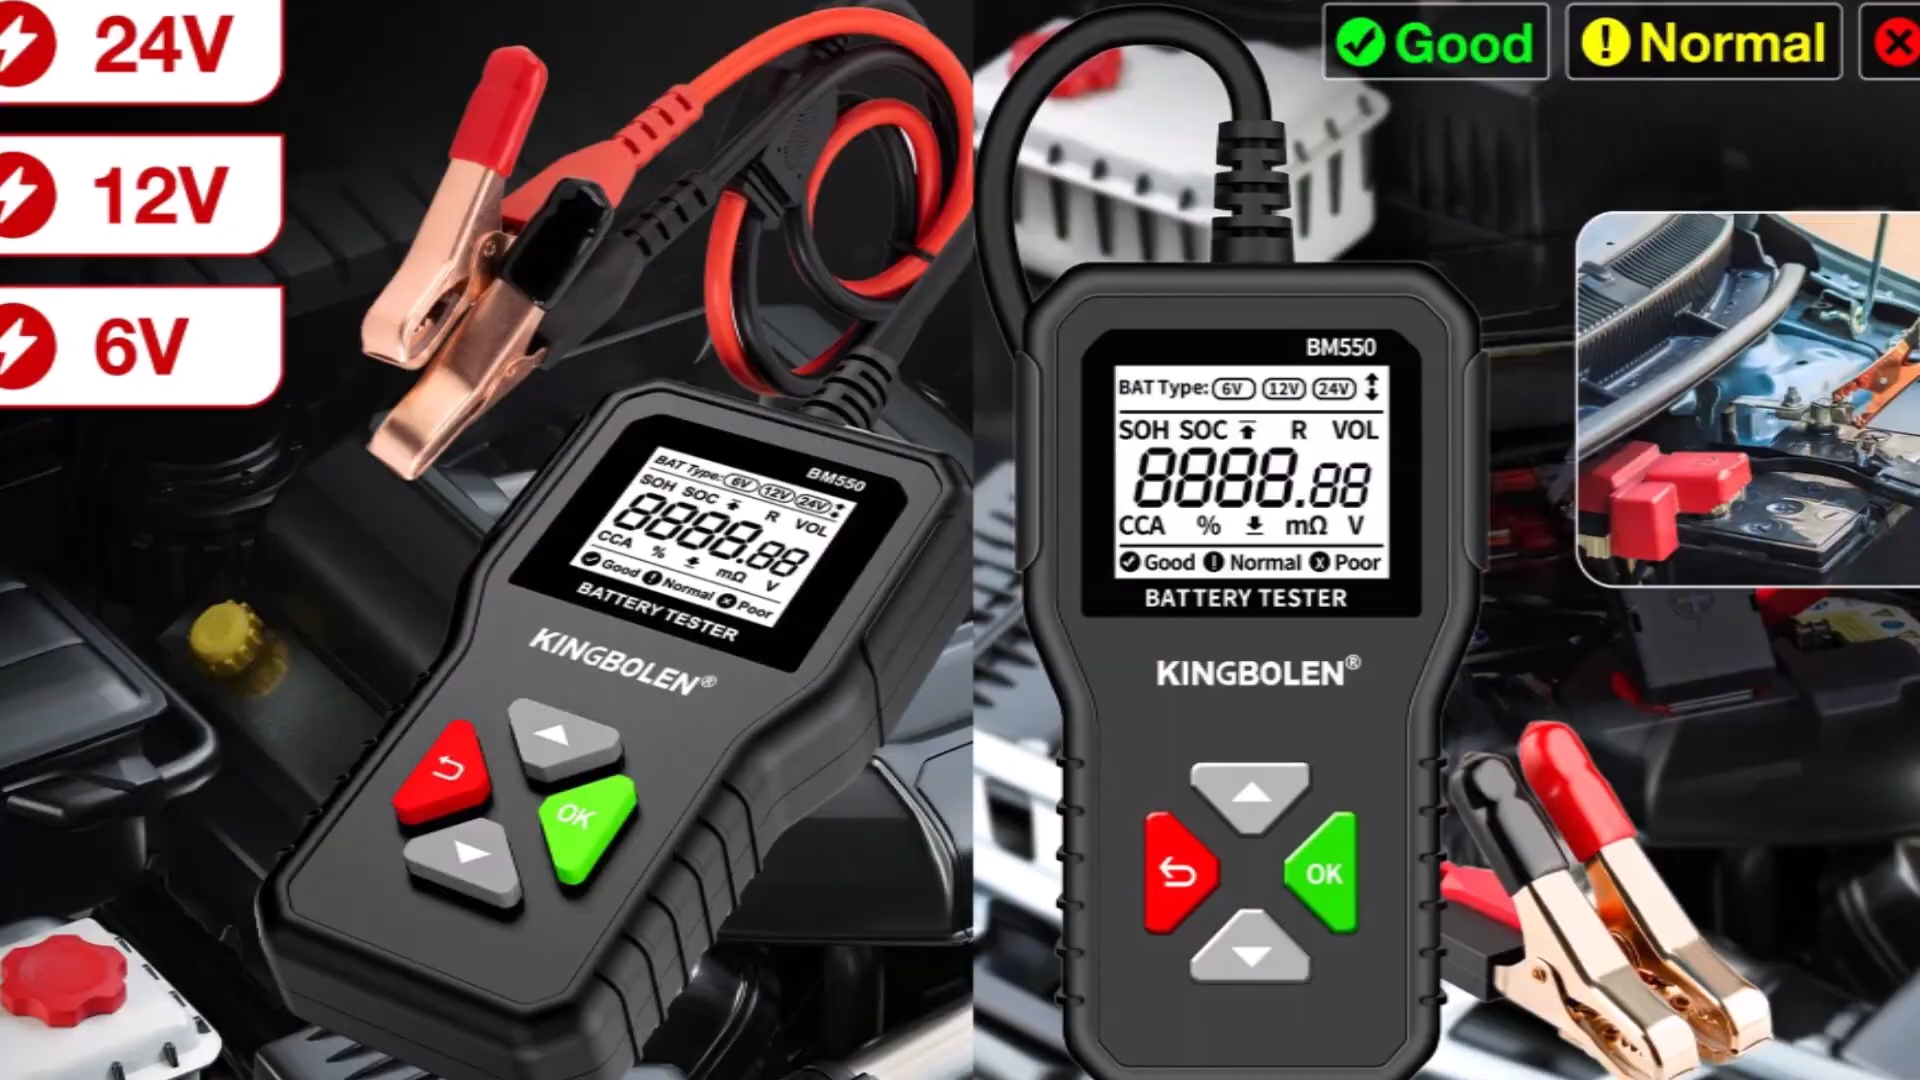 24V
12V
6V
BM550
BAT Type: 6V 12V 24V
SOH SOC R VOL
8888.88
CCA % mΩ V
Good Normal Poor
BATTERY TESTER
KINGBOLEN®
OK
Good Normal
BM550
BAT Type: 6V 12V 24V
SOH SOC R VOL
8888.88
CCA % mΩ V
Good Normal Poor
BATTERY TESTER
KINGBOLEN®
OK